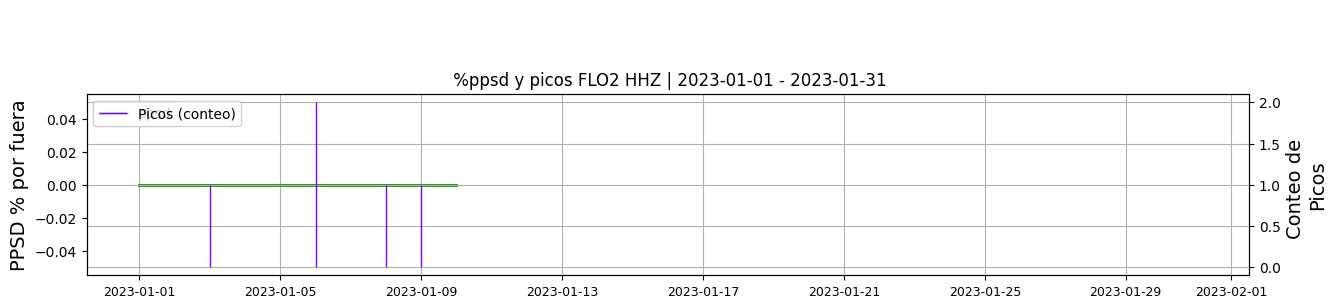 %ppsd y picos FLO2 HHZ | 2023-01-01 - 2023-01-31
Picos (conteo)
PPSD % por fuera
0.04
0.02
0.00
−0.02
−0.04
2.0
1.5
1.0
0.5
0.0
Conteo de
Picos
2023-01-01 2023-01-05 2023-01-09 2023-01-13 2023-01-17 2023-01-21 2023-01-25 2023-01-29 2023-02-01